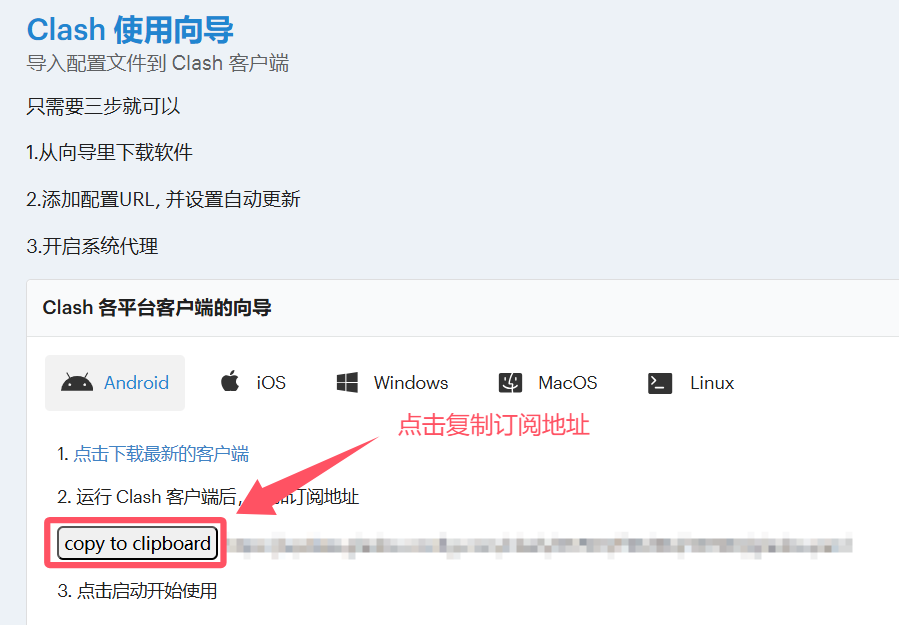 Clash 使用向导
导入配置文件到 Clash 客户端
只需要三步就可以
1.从向导里下载软件
2.添加配置URL, 并设置自动更新
3.开启系统代理
Clash 各平台客户端的向导
Android iOS Windows MacOS Linux
点击复制订阅地址
1. 点击下载最新的客户端
2. 运行 Clash 客户端后, 订阅地址
copy to clipboard
3. 点击启动开始使用